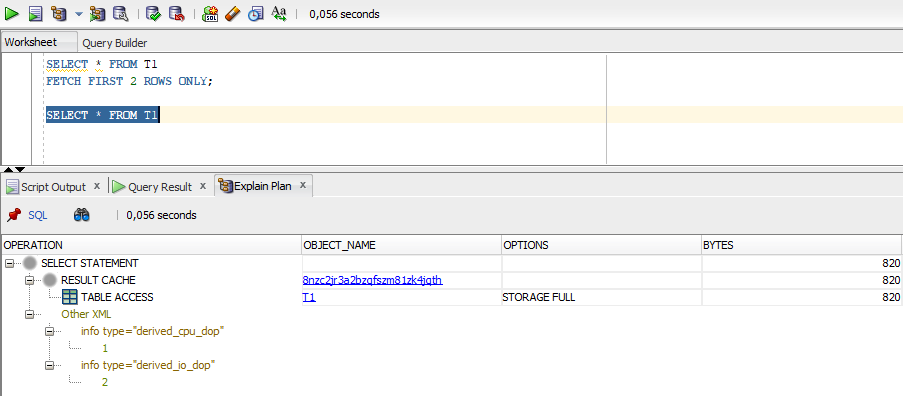 0,056 seconds
Worksheet Query Builder
SELECT * FROM T1
FETCH FIRST 2 ROWS ONLY;
SELECT * FROM T1
Script Output x Query Result x Explain Plan x
SQL 0,056 seconds
OPERATION OBJECT_NAME OPTIONS BYTES
SELECT STATEMENT 820
RESULT CACHE 8nzc2jr3a2bzqfszm81zk4jqth 820
TABLE ACCESS T1 STORAGE FULL 820
Other XML
info type="derived_cpu_dop"
1
info type="derived_io_dop"
2